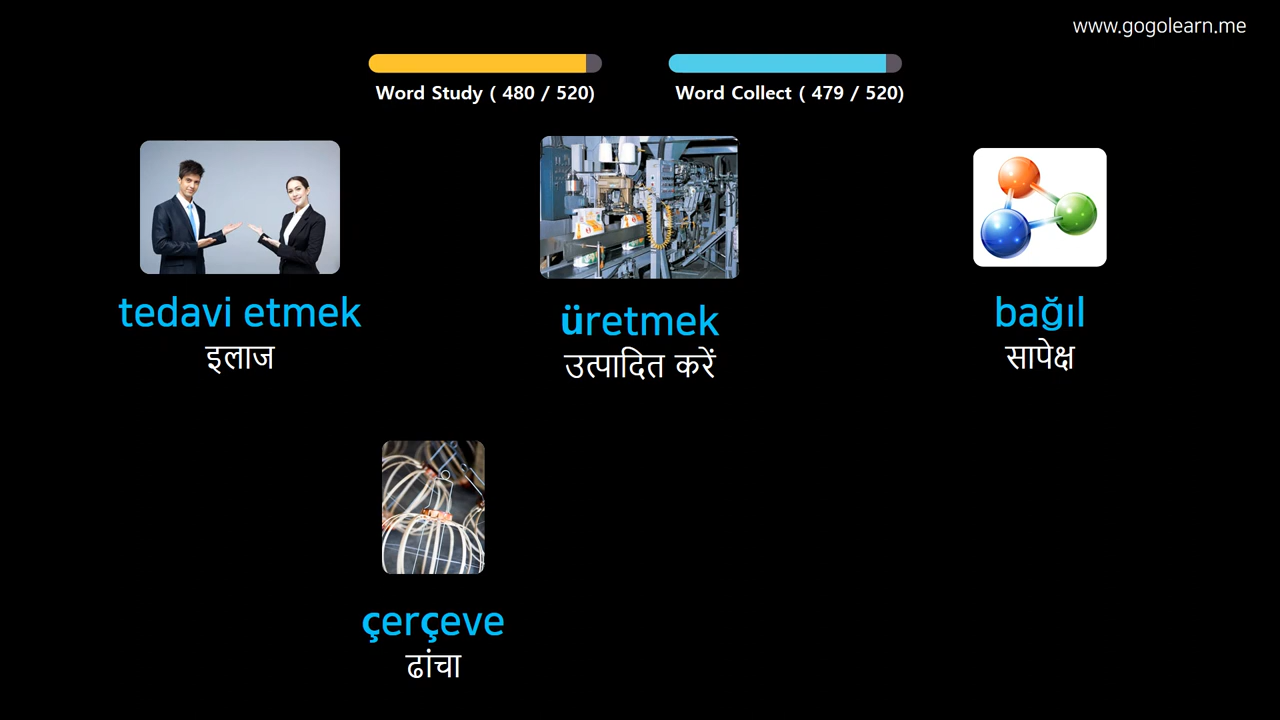 www.gogolearn.me
Word Study ( 480 / 520)
Word Collect ( 479 / 520)
tedavi etmek
इलाज
üretmek
उत्पादित करें
bağıl
सापेक्ष
çerçeve
ढांचा